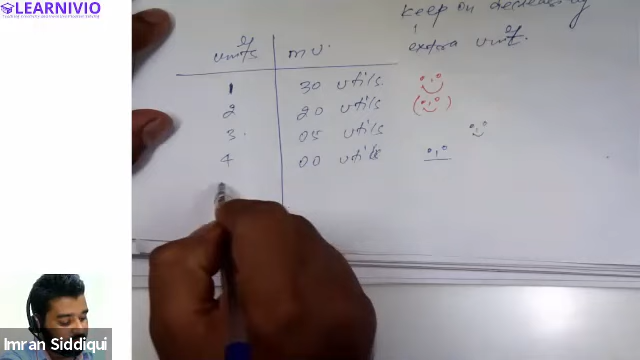 LEARNIVIO
keep on decreasing
extra unit.
units M U.
1 30 utils.
2 20 utils
3. 05 utils
4 00 utils
Imran Siddiqui